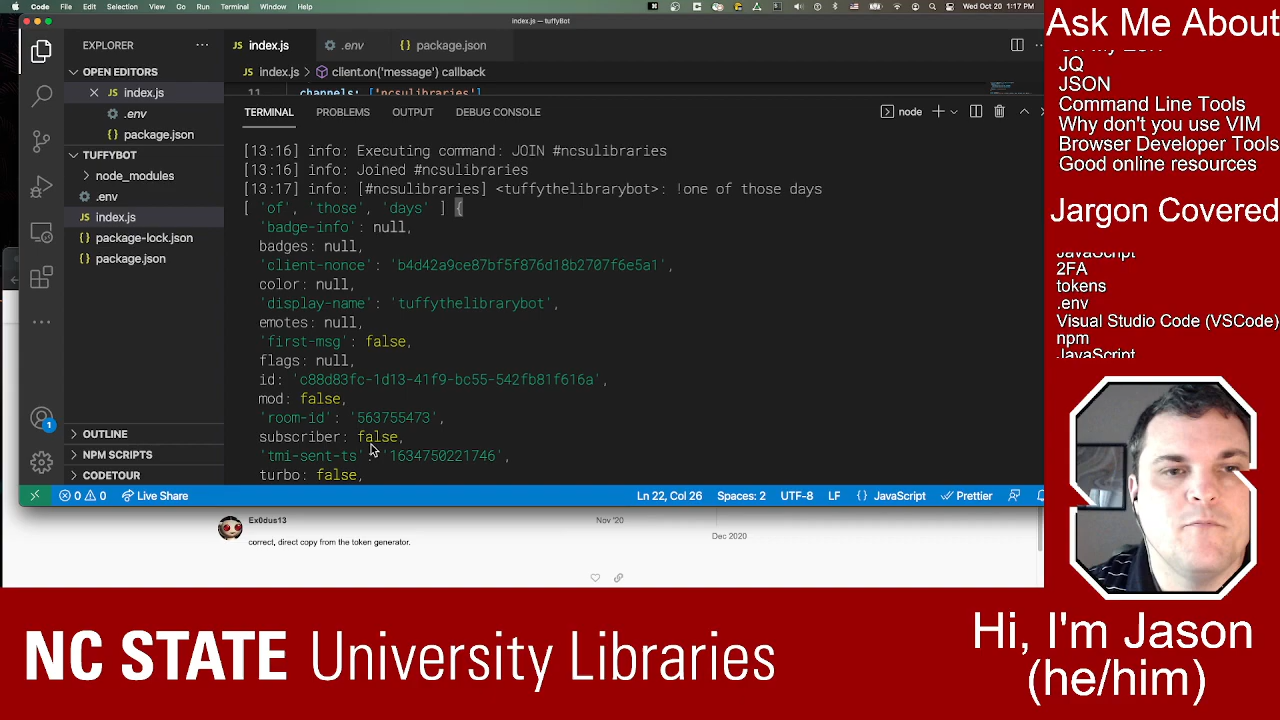 Code File Edit Selection View Go Run Terminal Window Help Wed Oct 20 1:17 PM
index.js — tuffyBot
EXPLORER
OPEN EDITORS
index.js
.env
package.json
TUFFYBOT
node_modules
.env
index.js
package-lock.json
package.json
OUTLINE
NPM SCRIPTS
CODETOUR
JS index.js .env {} package.json
JS index.js > client.on('message') callback
11 channels: ['ncsulibraries']
TERMINAL PROBLEMS OUTPUT DEBUG CONSOLE node
[13:16] info: Executing command: JOIN #ncsulibraries
[13:16] info: Joined #ncsulibraries
[13:17] info: [#ncsulibraries] <tuffythelibrarybot>: !one of those days
[ 'of', 'those', 'days' ] {
'badge-info': null,
badges: null,
'client-nonce': 'b4d42a9ce87bf5f876d18b2707f6e5a1',
color: null,
'display-name': 'tuffythelibrarybot',
emotes: null,
'first-msg': false,
flags: null,
id: 'c88d83fc-1d13-41f9-bc55-542fb81f616a',
mod: false,
'room-id': '563755473',
subscriber: false,
'tmi-sent-ts': '1634750221746',
turbo: false,
1
0 0 Live Share Ln 22, Col 26 Spaces: 2 UTF-8 LF {} JavaScript Prettier
Ex0dus13 Nov '20
correct, direct copy from the token generator.
Dec 2020
Ask Me About
JQ
JSON
Command Line Tools
Why don't you use VIM
Browser Developer Tools
Good online resources
Jargon Covered
JavaScript
2FA
tokens
.env
Visual Studio Code (VSCode)
npm
JavaScript
NC STATE University Libraries
Hi, I'm Jason
(he/him)